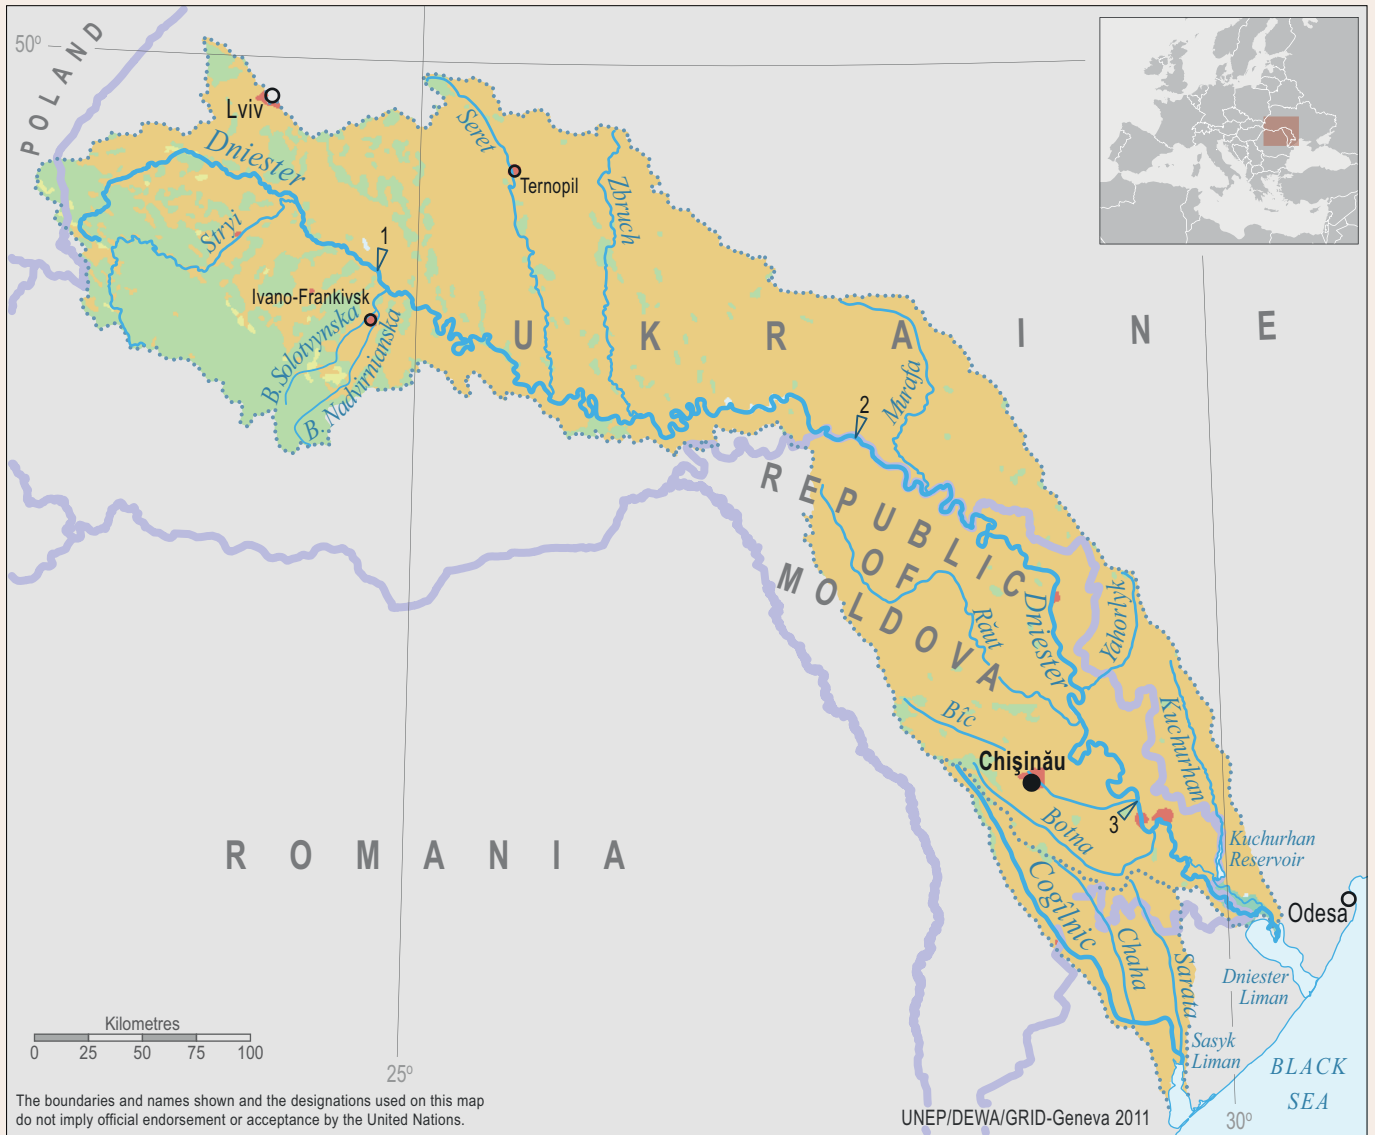 50º
POLAND
Lviv
Dniester
Seret
Ternopil
Zbruch
Stryi
1
Ivano-Frankivsk
B.Solotvynska
B. Nadvirnianska
UKRAINE
Murafa
2
REPUBLIC
OF
MOLDOVA
Dniester
Răut
Yahorlyk
Bîc
Kuchurhan
Chişinău
3
Botna
Kuchurhan
Reservoir
ROMANIA
Cogîlnic
Chaha
Sarata
Odesa
Dniester
Liman
Sasyk
Liman
BLACK
SEA
Kilometres
0 25 50 75 100
25º
30º
The boundaries and names shown and the designations used on this map
do not imply official endorsement or acceptance by the United Nations.
UNEP/DEWA/GRID-Geneva 2011